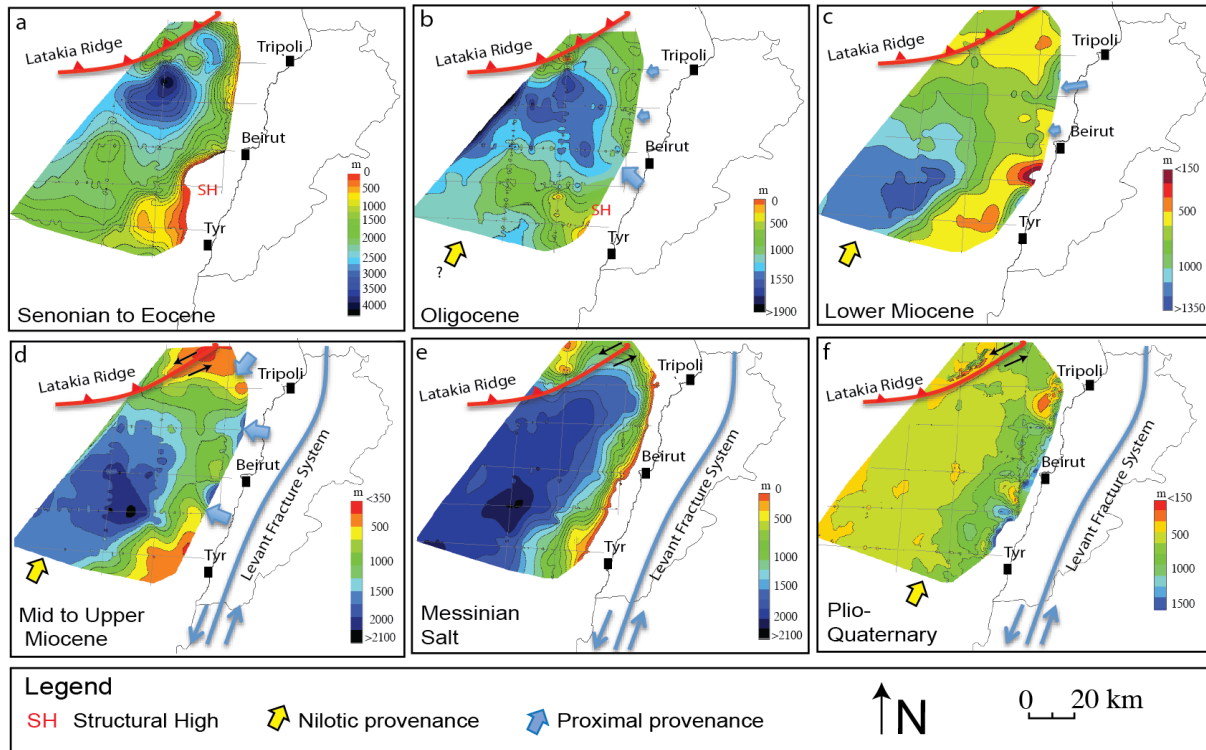 a
Latakia Ridge
Tripoli
Beirut
SH
Tyr
m
0
500
1000
1500
2000
2500
3000
3500
4000
Senonian to Eocene
b
Latakia Ridge
Tripoli
Beirut
SH
Tyr
?
m
0
500
1000
1550
>1900
Oligocene
c
Latakia Ridge
Tripoli
Beirut
Tyr
m
<150
500
1000
>1350
Lower Miocene
d
Latakia Ridge
Tripoli
Beirut
Tyr
Levant Fracture System
m
<350
500
1000
1500
2000
>2100
Mid to Upper
Miocene
e
Latakia Ridge
Tripoli
Beirut
Tyr
Levant Fracture System
m
0
500
1000
1500
2000
>2100
Messinian
Salt
f
Latakia Ridge
Tripoli
Beirut
Tyr
Levant Fracture System
m
<150
500
1000
1500
Plio-
Quaternary
Legend
SH Structural High
Nilotic provenance
Proximal provenance
N
0 20 km